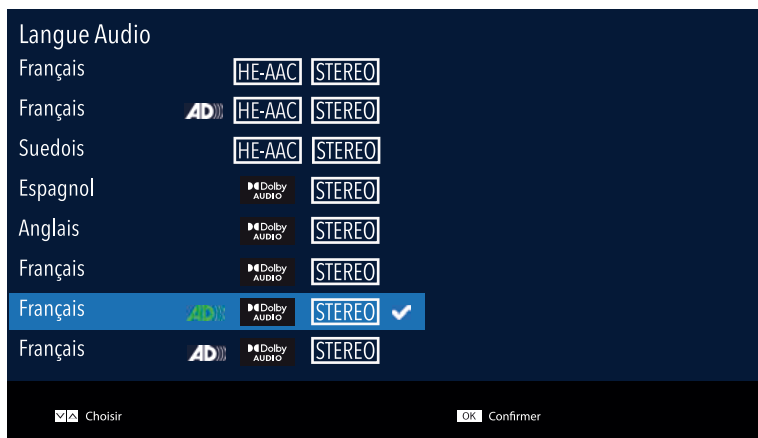 Langue Audio
Français HE-AAC STEREO
Français AD HE-AAC STEREO
Suedois HE-AAC STEREO
Espagnol Dolby AUDIO STEREO
Anglais Dolby AUDIO STEREO
Français Dolby AUDIO STEREO
Français AD Dolby AUDIO STEREO
Français AD Dolby AUDIO STEREO
Choisir OK Confirmer